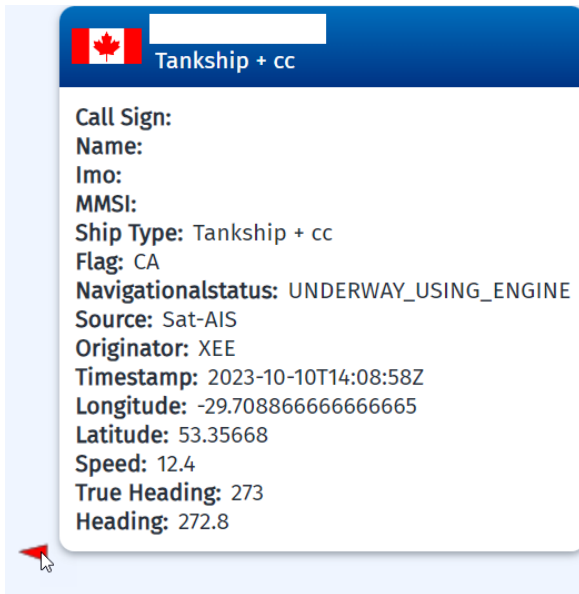 Tankship + cc
Call Sign:
Name:
Imo:
MMSI:
Ship Type: Tankship + cc
Flag: CA
Navigationalstatus: UNDERWAY_USING_ENGINE
Source: Sat-AIS
Originator: XEE
Timestamp: 2023-10-10T14:08:58Z
Longitude: -29.708866666666665
Latitude: 53.35668
Speed: 12.4
True Heading: 273
Heading: 272.8